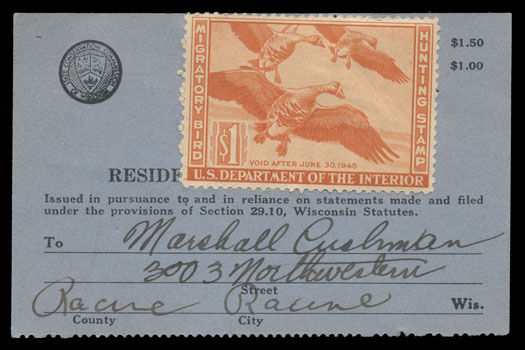 $1.50
$1.00
MIGRATORY BIRD
HUNTING STAMP
$1
VOID AFTER JUNE 30, 1945
U.S. DEPARTMENT OF THE INTERIOR
RESIDE
Issued in pursuance to and in reliance on statements made and filed
under the provisions of Section 29.10, Wisconsin Statutes.
To Marshall Cushman
3003 Northwestern
Street
Racine Racine Wis.
County City